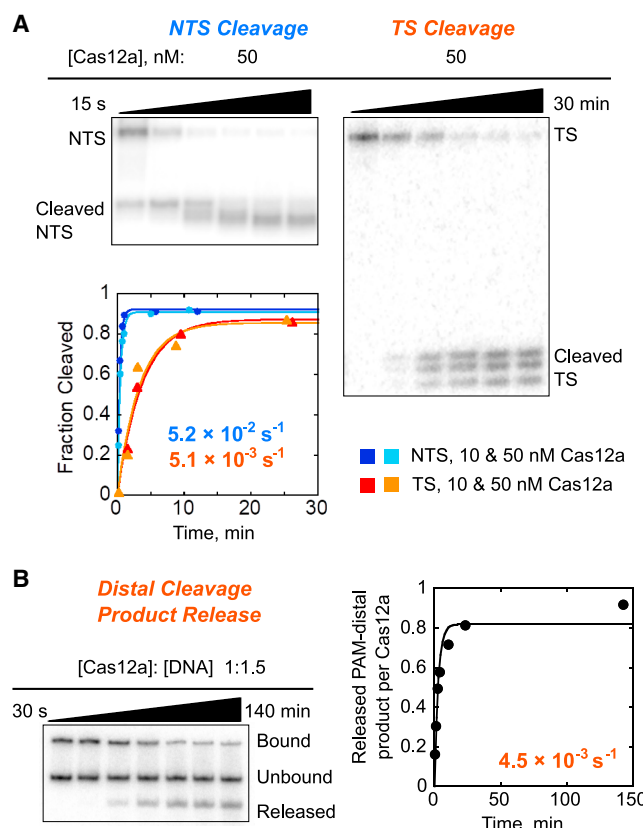 A
NTS Cleavage
TS Cleavage
[Cas12a], nM: 50 50
15 s
30 min
NTS
Cleaved
NTS
TS
Cleaved
TS
Fraction Cleaved
1
0.8
0.6
0.4
0.2
0
5.2 × 10⁻² s⁻¹
5.1 × 10⁻³ s⁻¹
0 10 20 30
Time, min
NTS, 10 & 50 nM Cas12a
TS, 10 & 50 nM Cas12a
B
Distal Cleavage
Product Release
[Cas12a]: [DNA] 1:1.5
30 s
140 min
Bound
Unbound
Released
Released PAM-distal
product per Cas12a
1
0.8
0.6
0.4
0.2
0
4.5 × 10⁻³ s⁻¹
0 50 100 150
Time, min